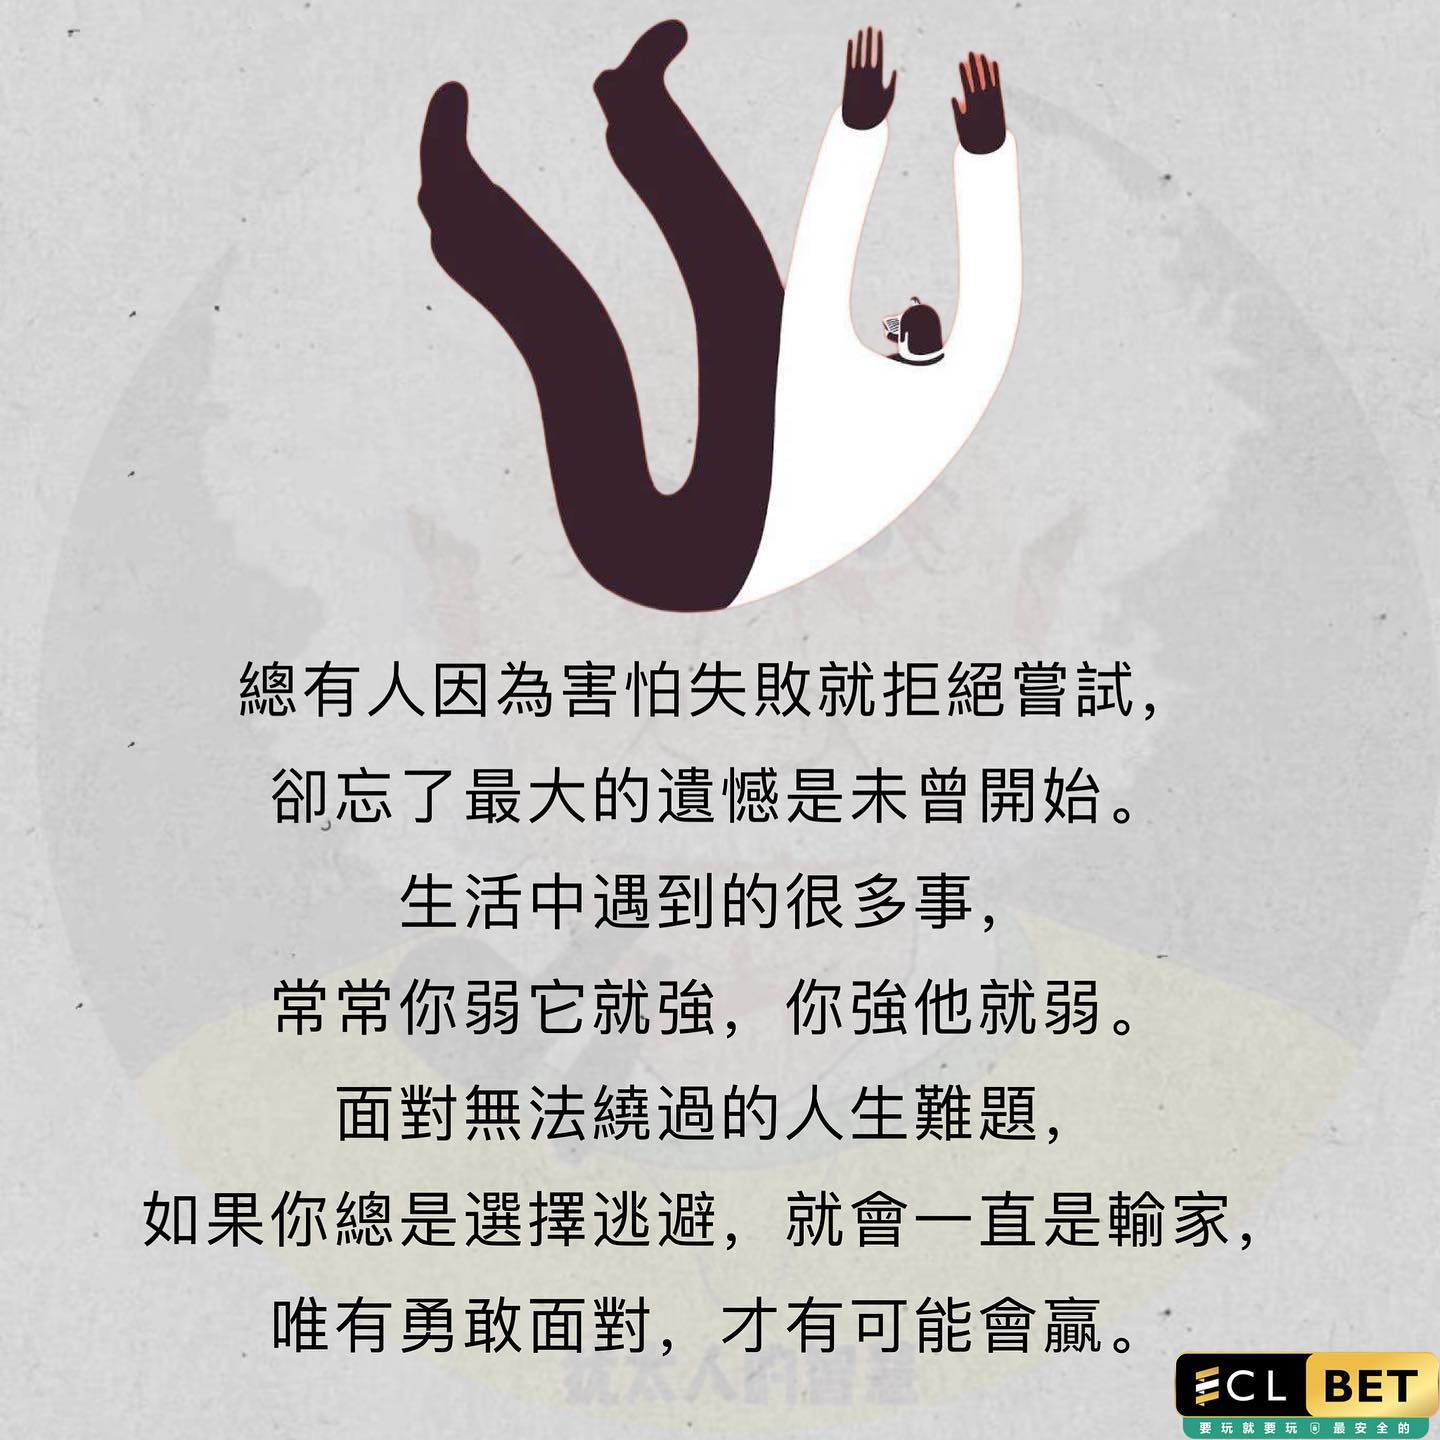 總有人因為害怕失敗就拒絕嘗試，
卻忘了最大的遺憾是未曾開始。
生活中遇到的很多事，
常常你弱它就強，你強他就弱。
面對無法繞過的人生難題，
如果你總是選擇逃避，就會一直是輸家，
唯有勇敢面對，才有可能會贏。
ECL BET
要玩就要玩最安全的